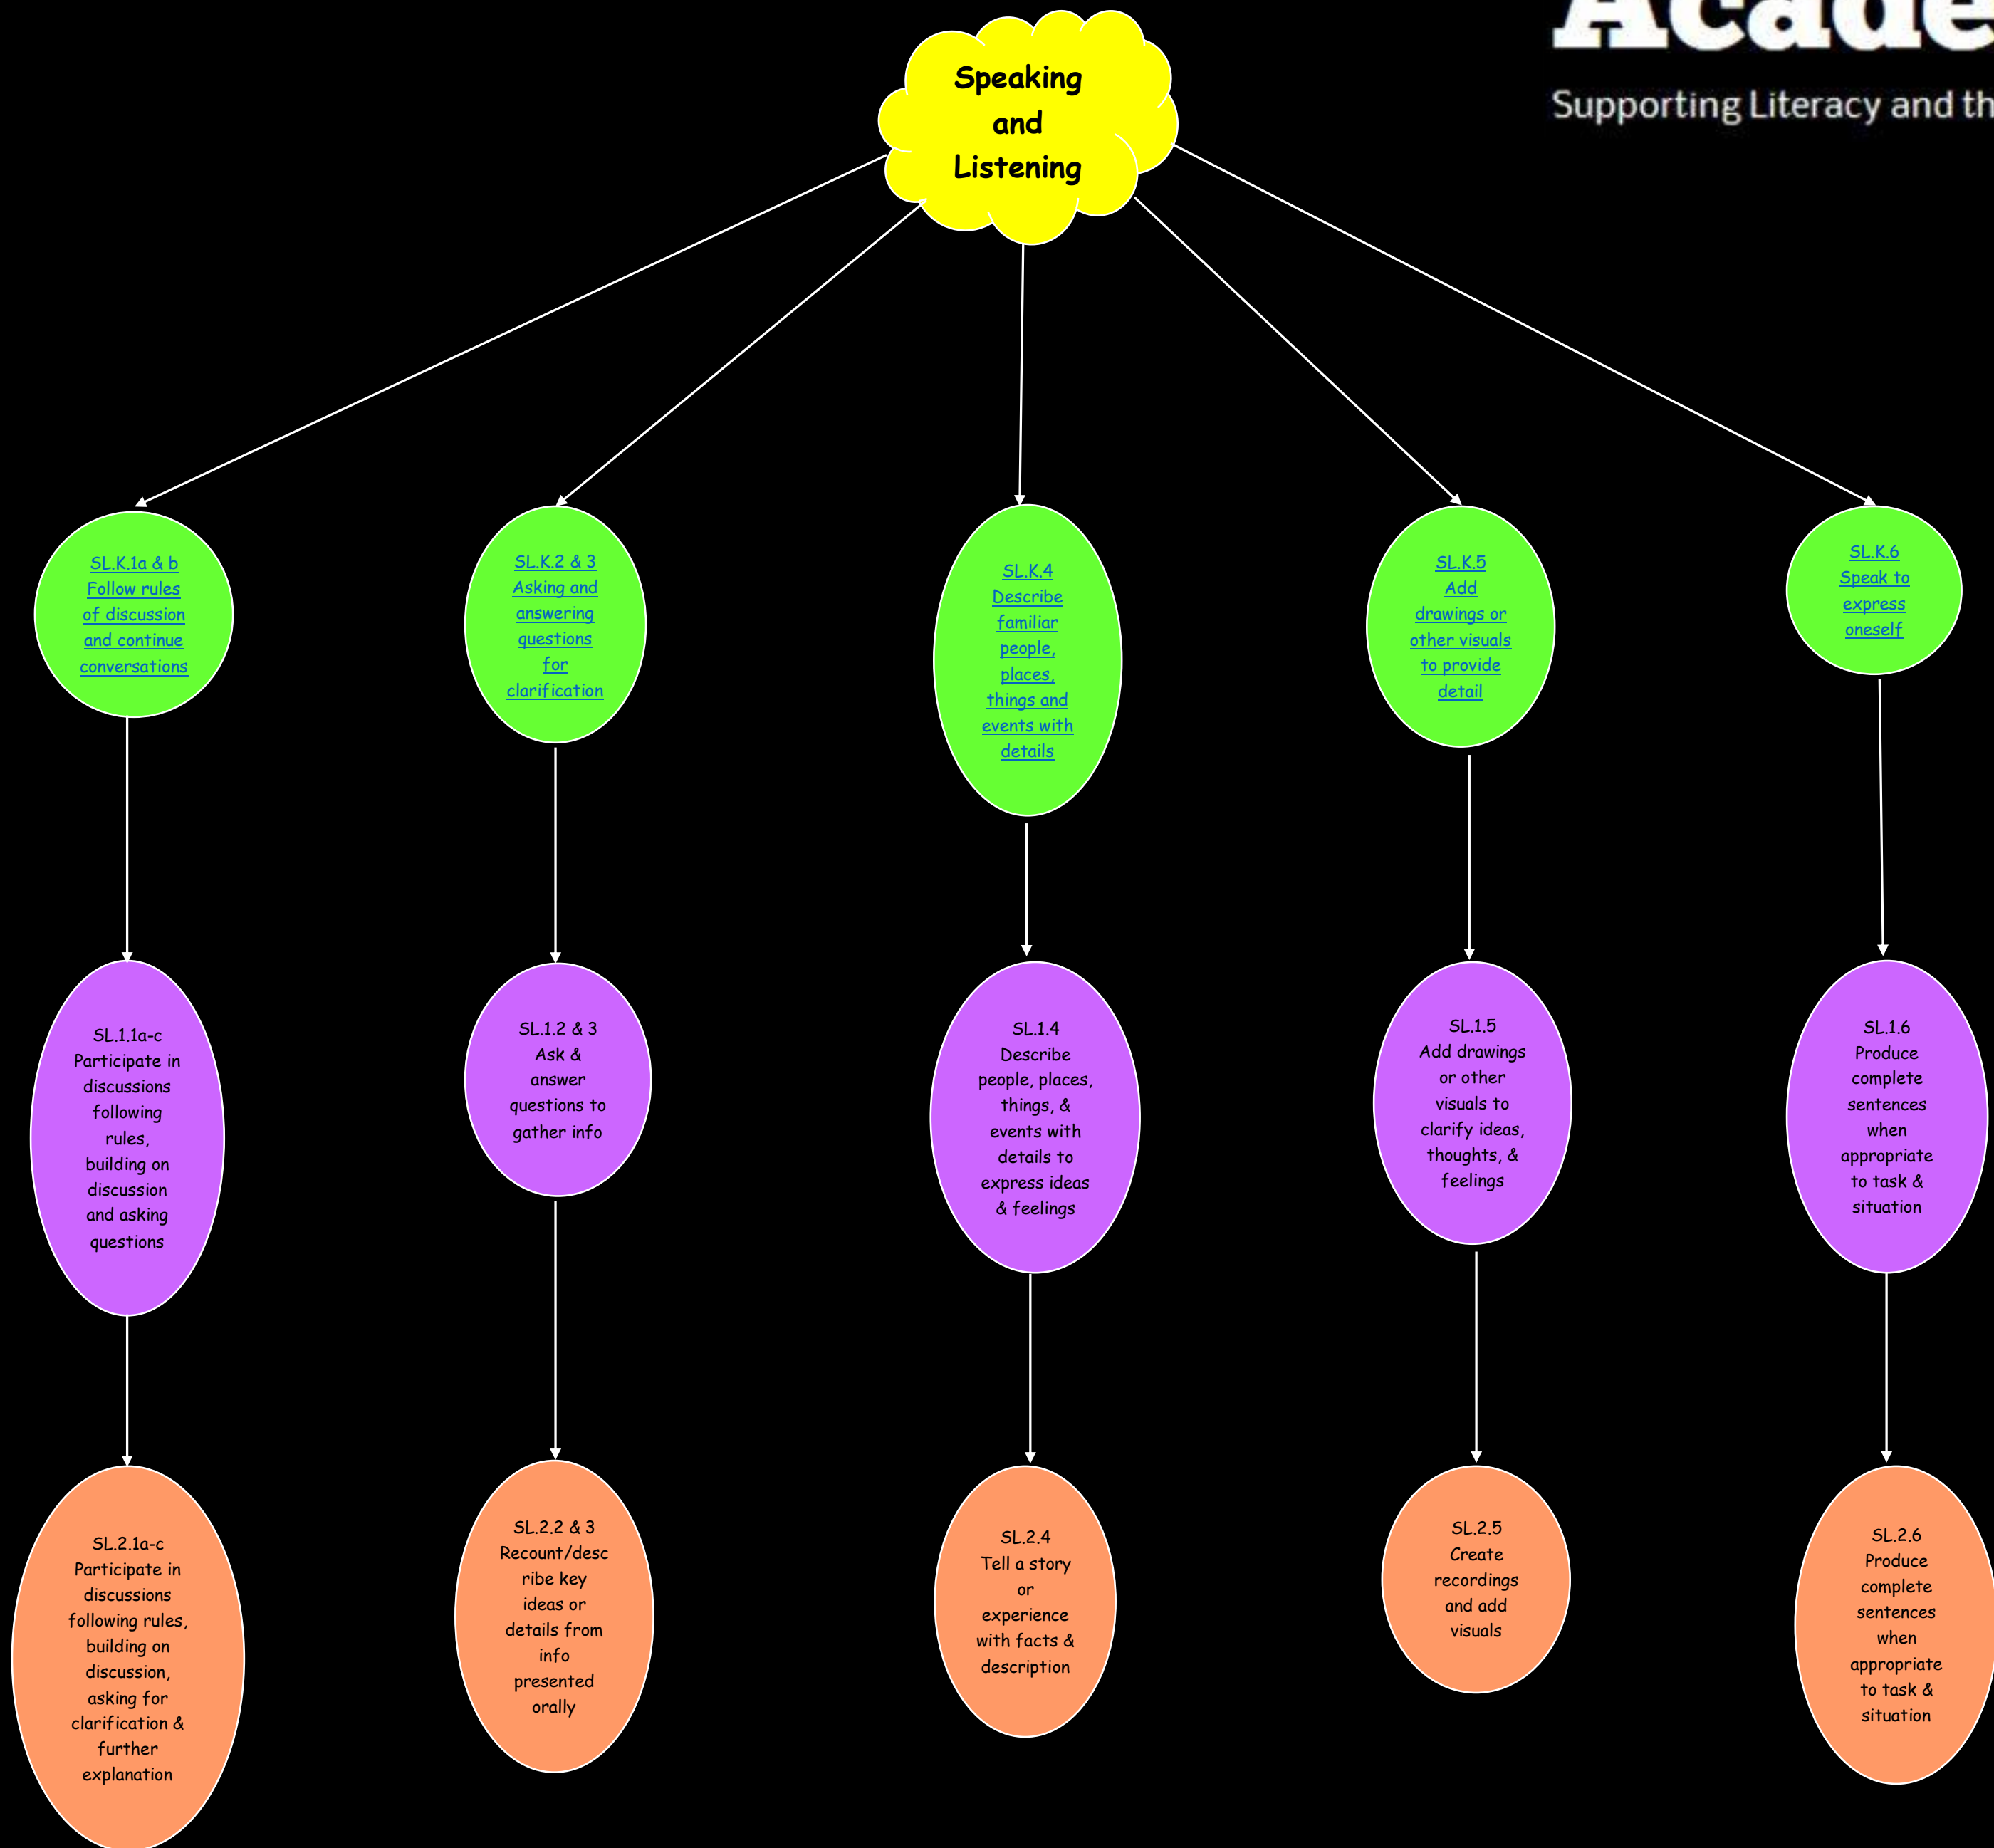 Acade
Supporting Literacy and th
Speaking
and
Listening
SL.K.1a & b
Follow rules
of discussion
and continue
conversations
SL.K.2 & 3
Asking and
answering
questions
for
clarification
SL.K.4
Describe
familiar
people,
places,
things and
events with
details
SL.K.5
Add
drawings or
other visuals
to provide
detail
SL.K.6
Speak to
express
oneself
SL.1.1a-c
Participate in
discussions
following
rules,
building on
discussion
and asking
questions
SL.1.2 & 3
Ask &
answer
questions to
gather info
SL.1.4
Describe
people, places,
things, &
events with
details to
express ideas
& feelings
SL.1.5
Add drawings
or other
visuals to
clarify ideas,
thoughts, &
feelings
SL.1.6
Produce
complete
sentences
when
appropriate
to task &
situation
SL.2.1a-c
Participate in
discussions
following rules,
building on
discussion,
asking for
clarification &
further
explanation
SL.2.2 & 3
Recount/desc
ribe key
ideas or
details from
info
presented
orally
SL.2.4
Tell a story
or
experience
with facts &
description
SL.2.5
Create
recordings
and add
visuals
SL.2.6
Produce
complete
sentences
when
appropriate
to task &
situation